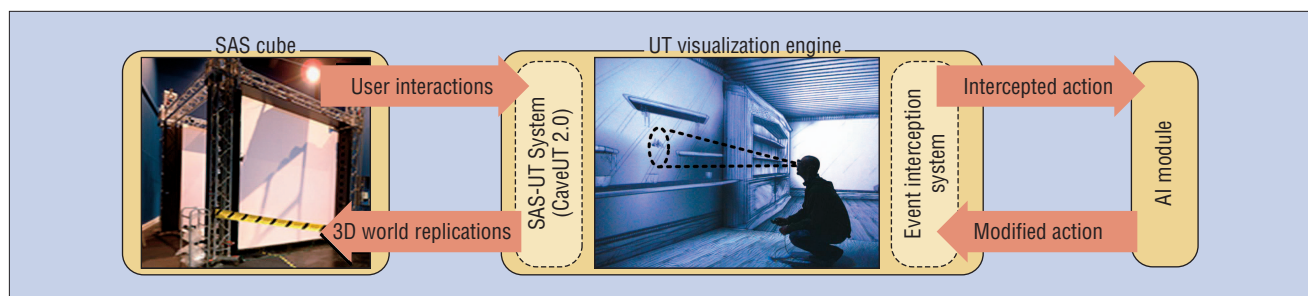 SAS cube
UT visualization engine
User interactions
3D world replications
SAS-UT System
(CaveUT 2.0)
Event interception
system
Intercepted action
Modified action
AI module